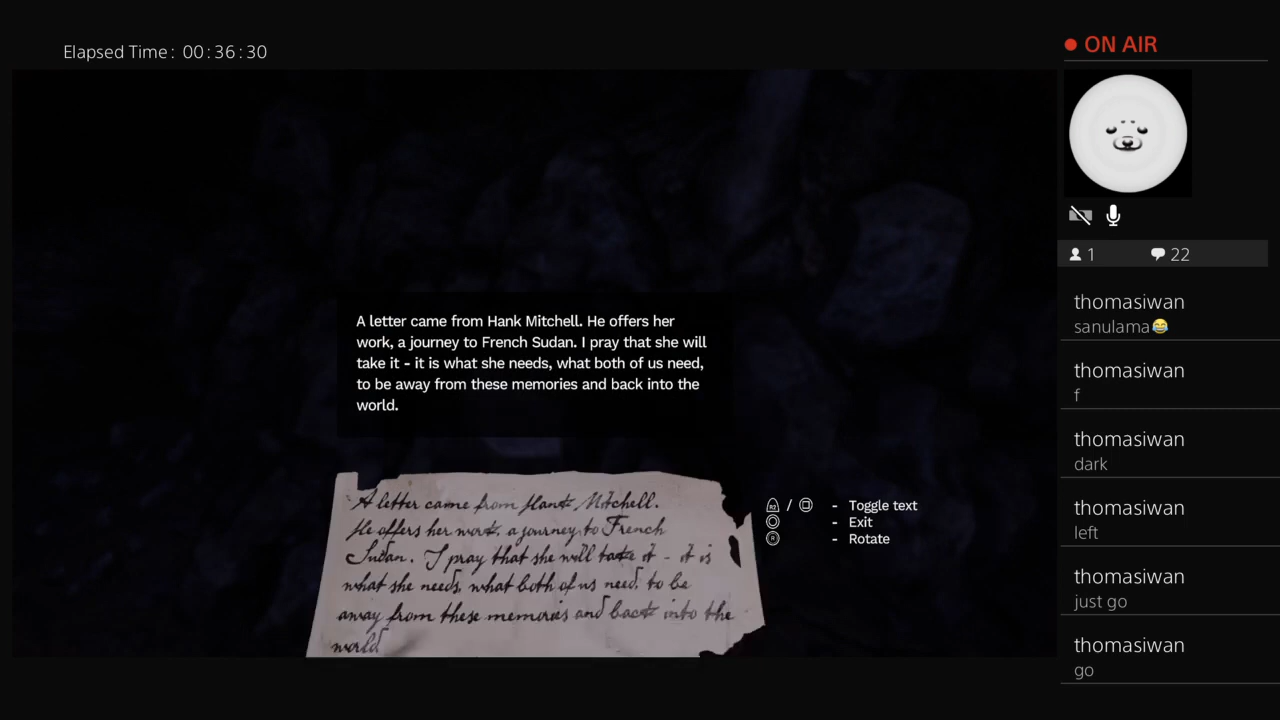 Elapsed Time: 00:36:30
ON AIR
1
22
A letter came from Hank Mitchell. He offers her
work, a journey to French Sudan. I pray that she will
take it - it is what she needs, what both of us need,
to be away from these memories and back into the
world.
A letter came from Hank Mitchell.
He offers her work, a journey to French
Sudan. I pray that she will take it - it is
what she needs, what both of us need, to be
away from these memories and back into the
world
R2 / - Toggle text
- Exit
R - Rotate
thomasiwan
sanulama😂
thomasiwan
f
thomasiwan
dark
thomasiwan
left
thomasiwan
just go
thomasiwan
go